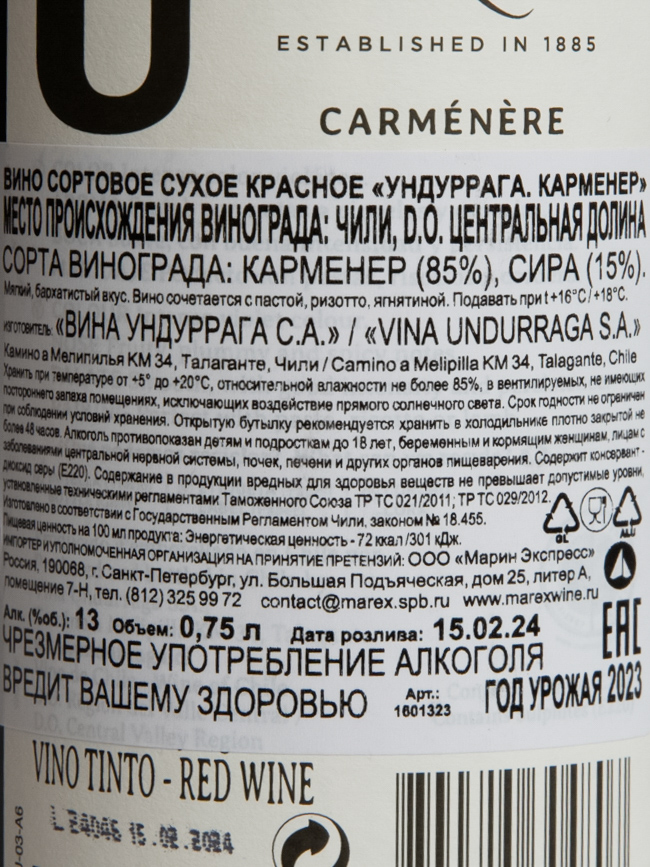 U
ESTABLISHED IN 1885
CARMÉNÈRE
ВИНО СОРТОВОЕ СУХОЕ КРАСНОЕ «УНДУРРАГА. КАРМЕНЕР»
МЕСТО ПРОИСХОЖДЕНИЯ ВИНОГРАДА: ЧИЛИ, D.O. ЦЕНТРАЛЬНАЯ ДОЛИНА
СОРТА ВИНОГРАДА: КАРМЕНЕР (85%), СИРА (15%).
Мягкий, бархатистый вкус. Вино сочетается с пастой, ризотто, ягнятиной. Подавать при t +16°C/+18°C.
ИЗГОТОВИТЕЛЬ: «ВИНА УНДУРРАГА С.А.» / «VINA UNDURRAGA S.A.»
Камино а Мелипилья КМ 34, Талаганте, Чили / Camino a Melipilla KM 34, Talagante, Chile
Хранить при температуре от +5° до +20°С, относительной влажности не более 85%, в вентилируемых, не имеющих
постороннего запаха помещениях, исключающих воздействие прямого солнечного света. Срок годности не ограничен
при соблюдении условий хранения. Открытую бутылку рекомендуется хранить в холодильнике плотно закрытой не
более 48 часов. Алкоголь противопоказан детям и подросткам до 18 лет, беременным и кормящим женщинам, лицам с
заболеваниями центральной нервной системы, почек, печени и других органов пищеварения. Содержит консервант -
диоксид серы (Е220). Содержание в продукции вредных для здоровья веществ не превышает допустимые уровни,
установленные техническими регламентами Таможенного Союза ТР ТС 021/2011; ТР ТС 029/2012.
Изготовлено в соответствии с Государственным Регламентом Чили, законом № 18.455.
Пищевая ценность на 100 мл продукта: Энергетическая ценность - 72 ккал /301 кДж.
GL
ALU
ИМПОРТЕР И УПОЛНОМОЧЕННАЯ ОРГАНИЗАЦИЯ НА ПРИНЯТИЕ ПРЕТЕНЗИЙ: ООО «Марин Экспресс»
Россия, 190068, г. Санкт-Петербург, ул. Большая Подъяческая, дом 25, литер А,
помещение 7-Н, тел. (812) 325 99 72 contact@marex.spb.ru www.marexwine.ru
Алк. (%об.): 13 Объем: 0,75 л Дата розлива: 15.02.24
EAC
ЧРЕЗМЕРНОЕ УПОТРЕБЛЕНИЕ АЛКОГОЛЯ
ВРЕДИТ ВАШЕМУ ЗДОРОВЬЮ
Арт.:
1601323
ГОД УРОЖАЯ 2023
D.O. Central Valley Region
VINO TINTO - RED WINE
L 24046 15.02.2024
-03-A6